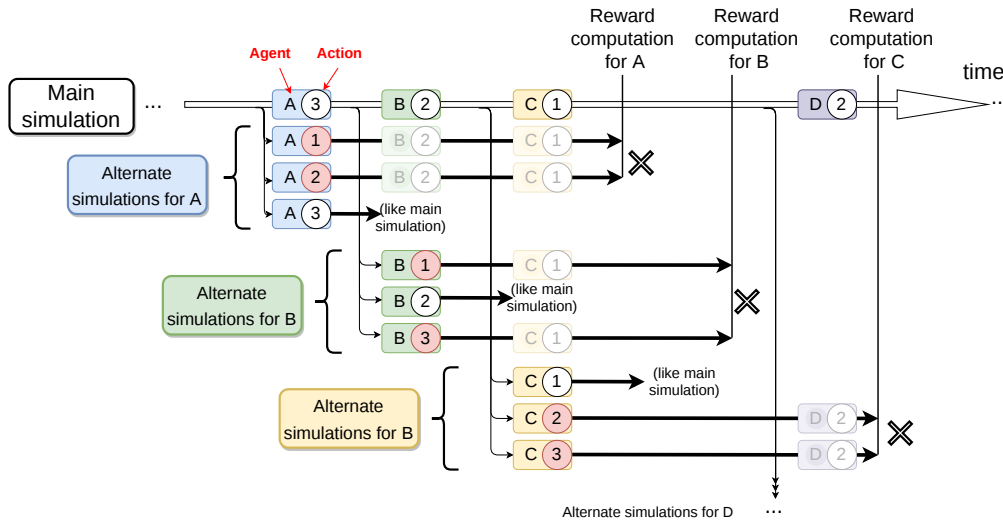 Reward computation for A
Reward computation for B
Reward computation for C
time
Agent
Action
Main simulation
...
A 3
B 2
C 1
D 2
...
Alternate simulations for A
A 1
B 2
C 1
A 2
B 2
C 1
A 3
(like main simulation)
Alternate simulations for B
B 1
C 1
B 2
(like main simulation)
B 3
C 1
Alternate simulations for B
C 1
(like main simulation)
C 2
D 2
C 3
D 2
Alternate simulations for D
...